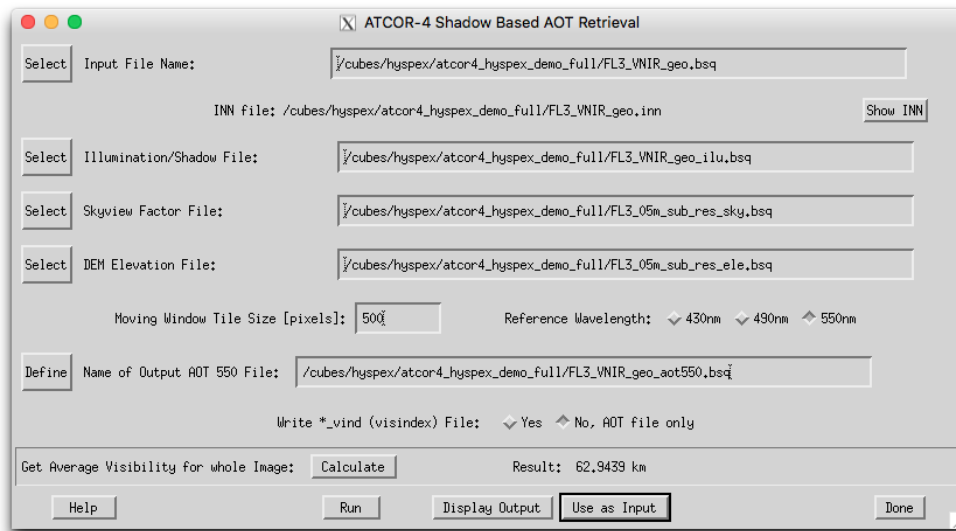 ATCOR-4 Shadow Based AOT Retrieval
Select Input File Name: /cubes/hyspex/atcor4_hyspex_demo_full/FL3_VNIR_geo.bsq
INN file: /cubes/hyspex/atcor4_hyspex_demo_full/FL3_VNIR_geo.inn Show INN
Select Illumination/Shadow File: /cubes/hyspex/atcor4_hyspex_demo_full/FL3_VNIR_geo_ilu.bsq
Select Skyview Factor File: /cubes/hyspex/atcor4_hyspex_demo_full/FL3_05m_sub_res_sky.bsq
Select DEM Elevation File: /cubes/hyspex/atcor4_hyspex_demo_full/FL3_05m_sub_res_ele.bsq
Moving Window Tile Size [pixels]: 500 Reference Wavelength: 430nm 490nm 550nm
Define Name of Output AOT 550 File: /cubes/hyspex/atcor4_hyspex_demo_full/FL3_VNIR_geo_aot550.bsq
Write *_vind (visindex) File: Yes No, AOT file only
Get Average Visibility for whole Image: Calculate Result: 62.9439 km
Help Run Display Output Use as Input Done